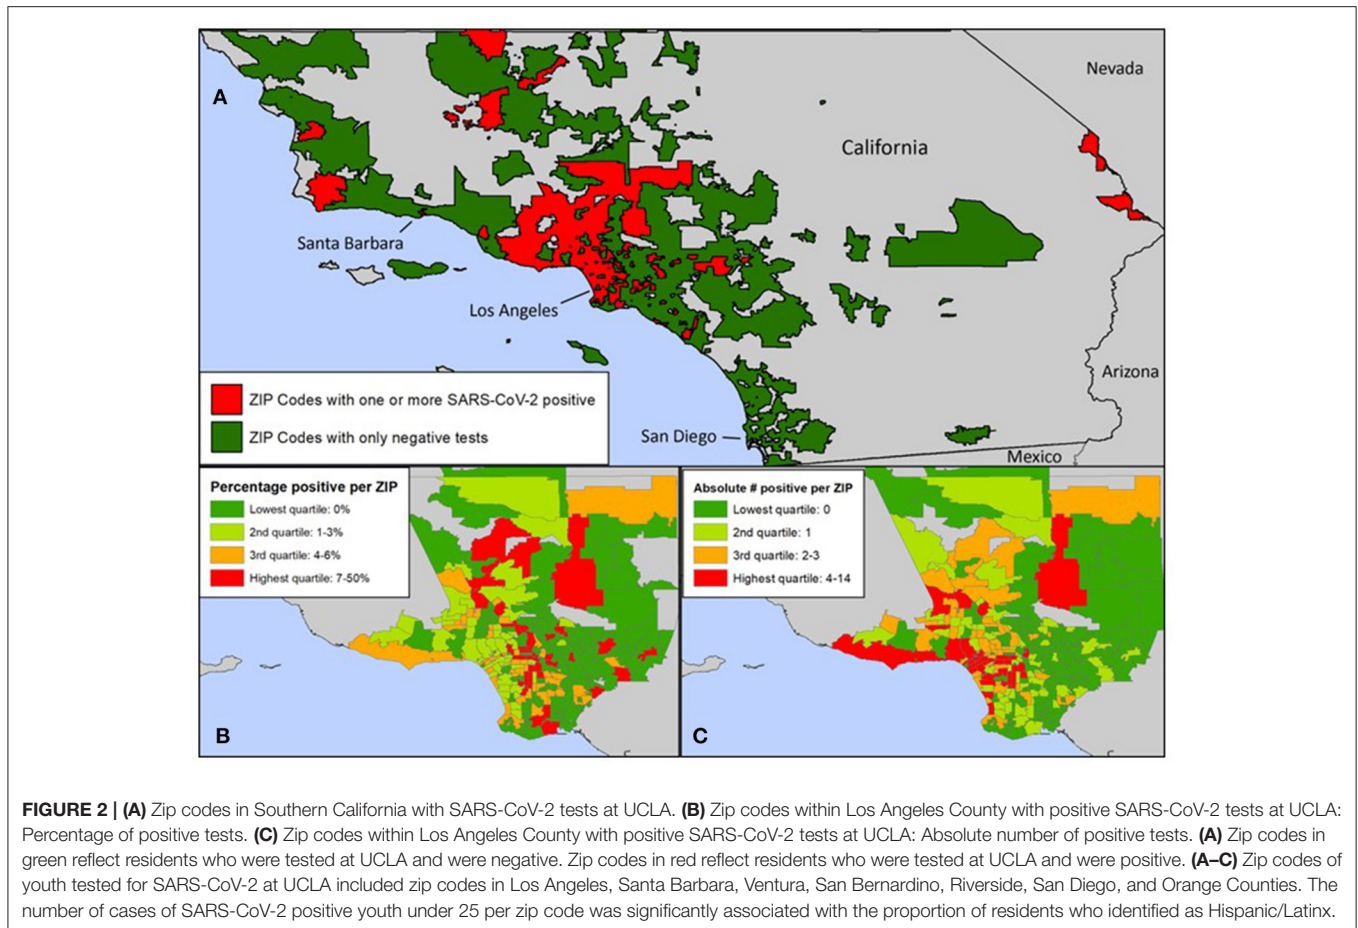 Nevada
A
California
Santa Barbara
Los Angeles
Arizona
ZIP Codes with one or more SARS-CoV-2 positive
ZIP Codes with only negative tests
San Diego
Mexico
Percentage positive per ZIP
Lowest quartile: 0%
2nd quartile: 1-3%
3rd quartile: 4-6%
Highest quartile: 7-50%
B
Absolute # positive per ZIP
Lowest quartile: 0
2nd quartile: 1
3rd quartile: 2-3
Highest quartile: 4-14
C
FIGURE 2 | (A) Zip codes in Southern California with SARS-CoV-2 tests at UCLA. (B) Zip codes within Los Angeles County with positive SARS-CoV-2 tests at UCLA:
Percentage of positive tests. (C) Zip codes within Los Angeles County with positive SARS-CoV-2 tests at UCLA: Absolute number of positive tests. (A) Zip codes in
green reflect residents who were tested at UCLA and were negative. Zip codes in red reflect residents who were tested at UCLA and were positive. (A–C) Zip codes of
youth tested for SARS-CoV-2 at UCLA included zip codes in Los Angeles, Santa Barbara, Ventura, San Bernardino, Riverside, San Diego, and Orange Counties. The
number of cases of SARS-CoV-2 positive youth under 25 per zip code was significantly associated with the proportion of residents who identified as Hispanic/Latinx.